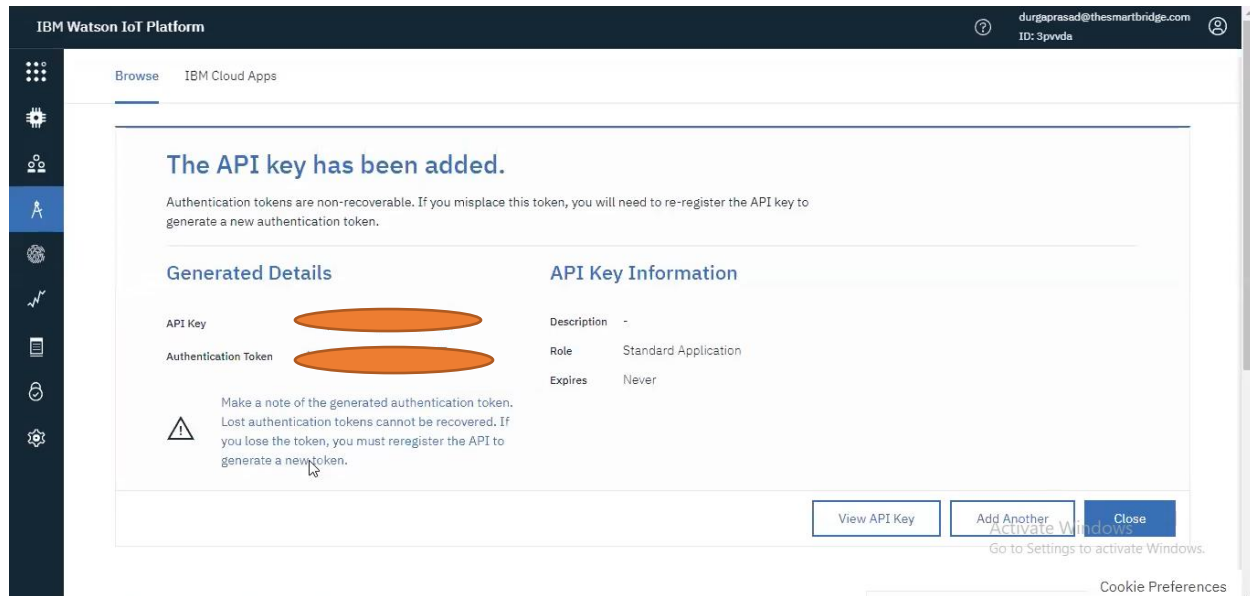 IBM Watson IoT Platform
durgaprasad@thesmartbridge.com
ID: 3pvvda
Browse IBM Cloud Apps
The API key has been added.
Authentication tokens are non-recoverable. If you misplace this token, you will need to re-register the API key to
generate a new authentication token.
Generated Details
API Key
Authentication Token
Make a note of the generated authentication token.
Lost authentication tokens cannot be recovered. If
you lose the token, you must reregister the API to
generate a new token.
API Key Information
Description -
Role Standard Application
Expires Never
View API Key Add Another Close
Activate Windows
Go to Settings to activate Windows.
Cookie Preferences